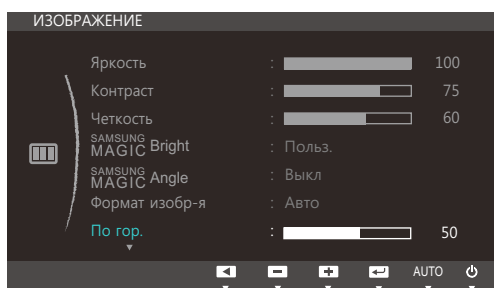 ИЗОБРАЖЕНИЕ
Яркость : 100
Контраст : 75
Четкость : 60
SAMSUNG MAGIC Bright : Польз.
SAMSUNG MAGIC Angle : Выкл
Формат изобр-я : Авто
По гор. : 50
AUTO